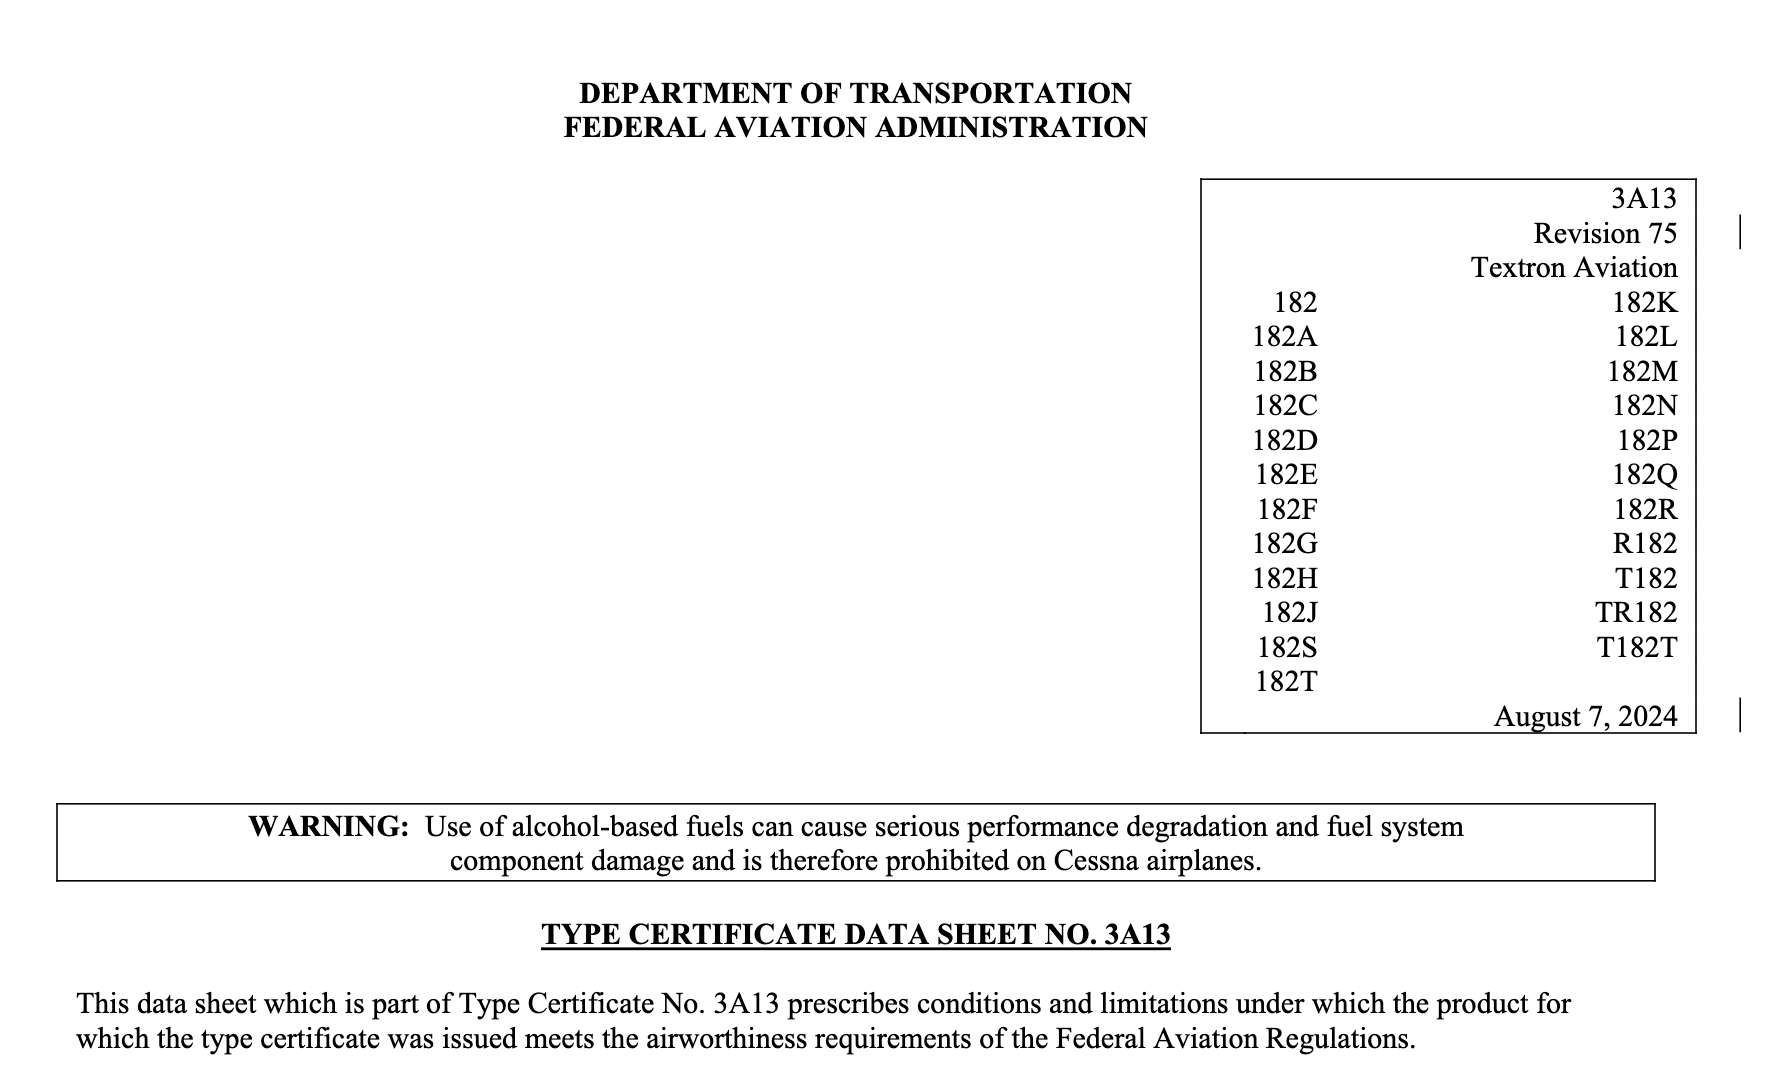 DEPARTMENT OF TRANSPORTATION
FEDERAL AVIATION ADMINISTRATION
3A13
Revision 75
Textron Aviation
182 182K
182A 182L
182B 182M
182C 182N
182D 182P
182E 182Q
182F 182R
182G R182
182H T182
182J TR182
182S T182T
182T
August 7, 2024
WARNING: Use of alcohol-based fuels can cause serious performance degradation and fuel system
component damage and is therefore prohibited on Cessna airplanes.
TYPE CERTIFICATE DATA SHEET NO. 3A13
This data sheet which is part of Type Certificate No. 3A13 prescribes conditions and limitations under which the product for
which the type certificate was issued meets the airworthiness requirements of the Federal Aviation Regulations.